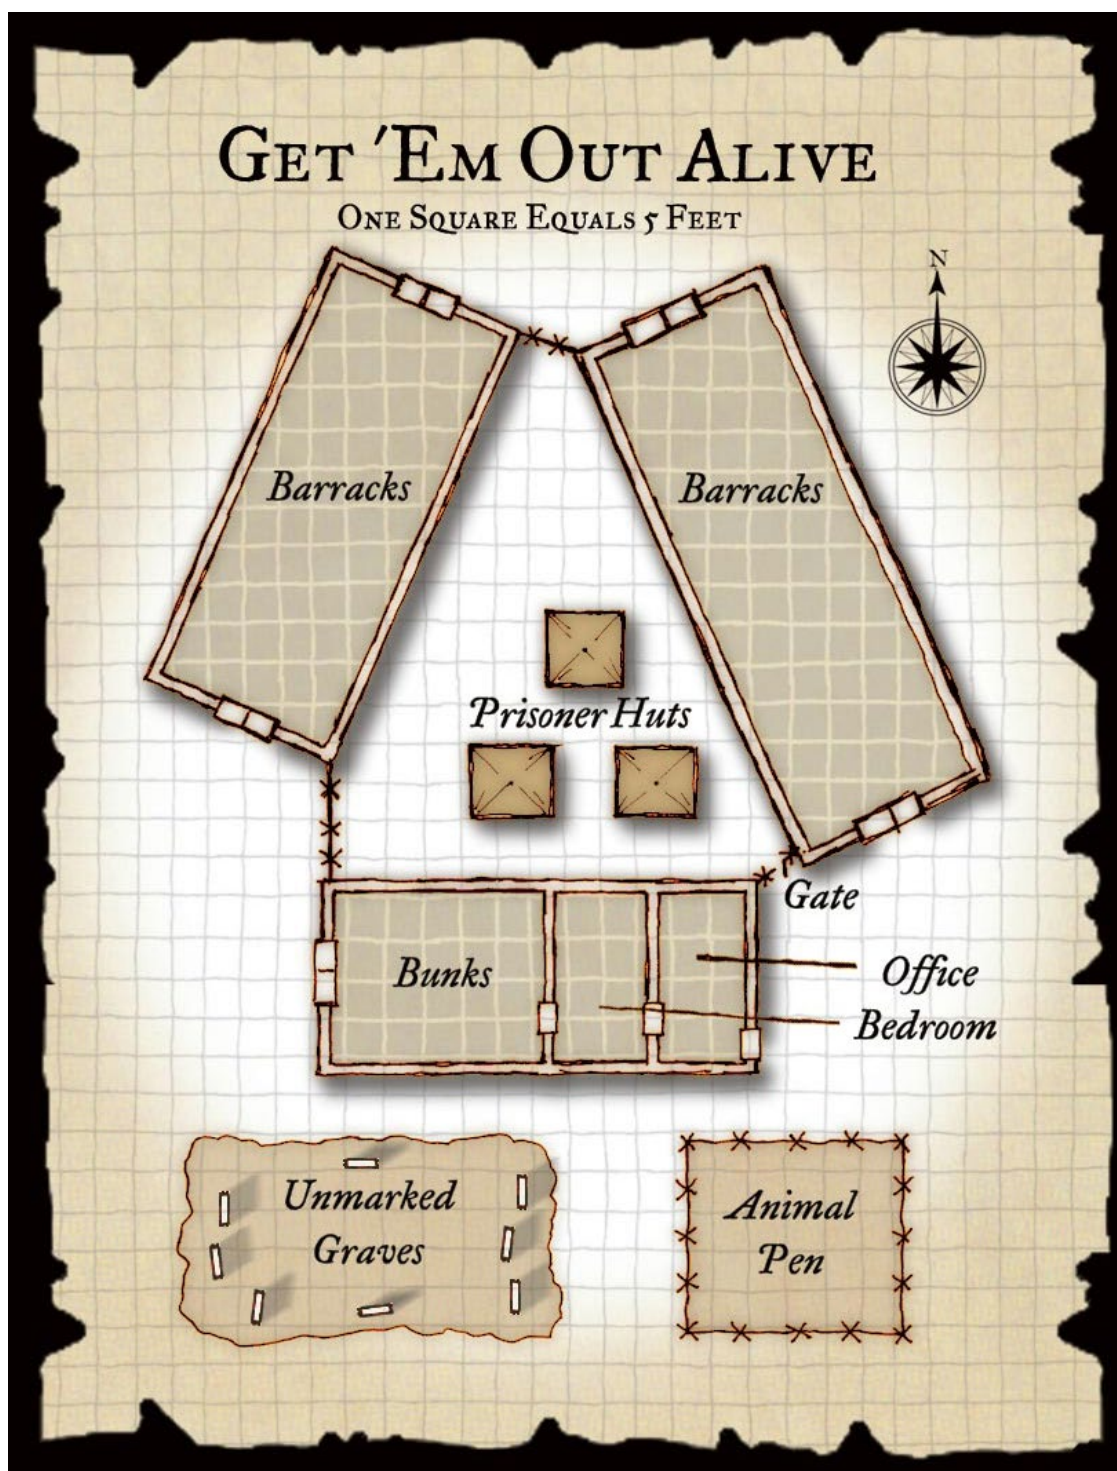 Get 'Em Out Alive
One Square Equals 5 Feet
N
Barracks
Barracks
Prisoner Huts
Gate
Bunks
Office
Bedroom
Unmarked
Graves
Animal
Pen